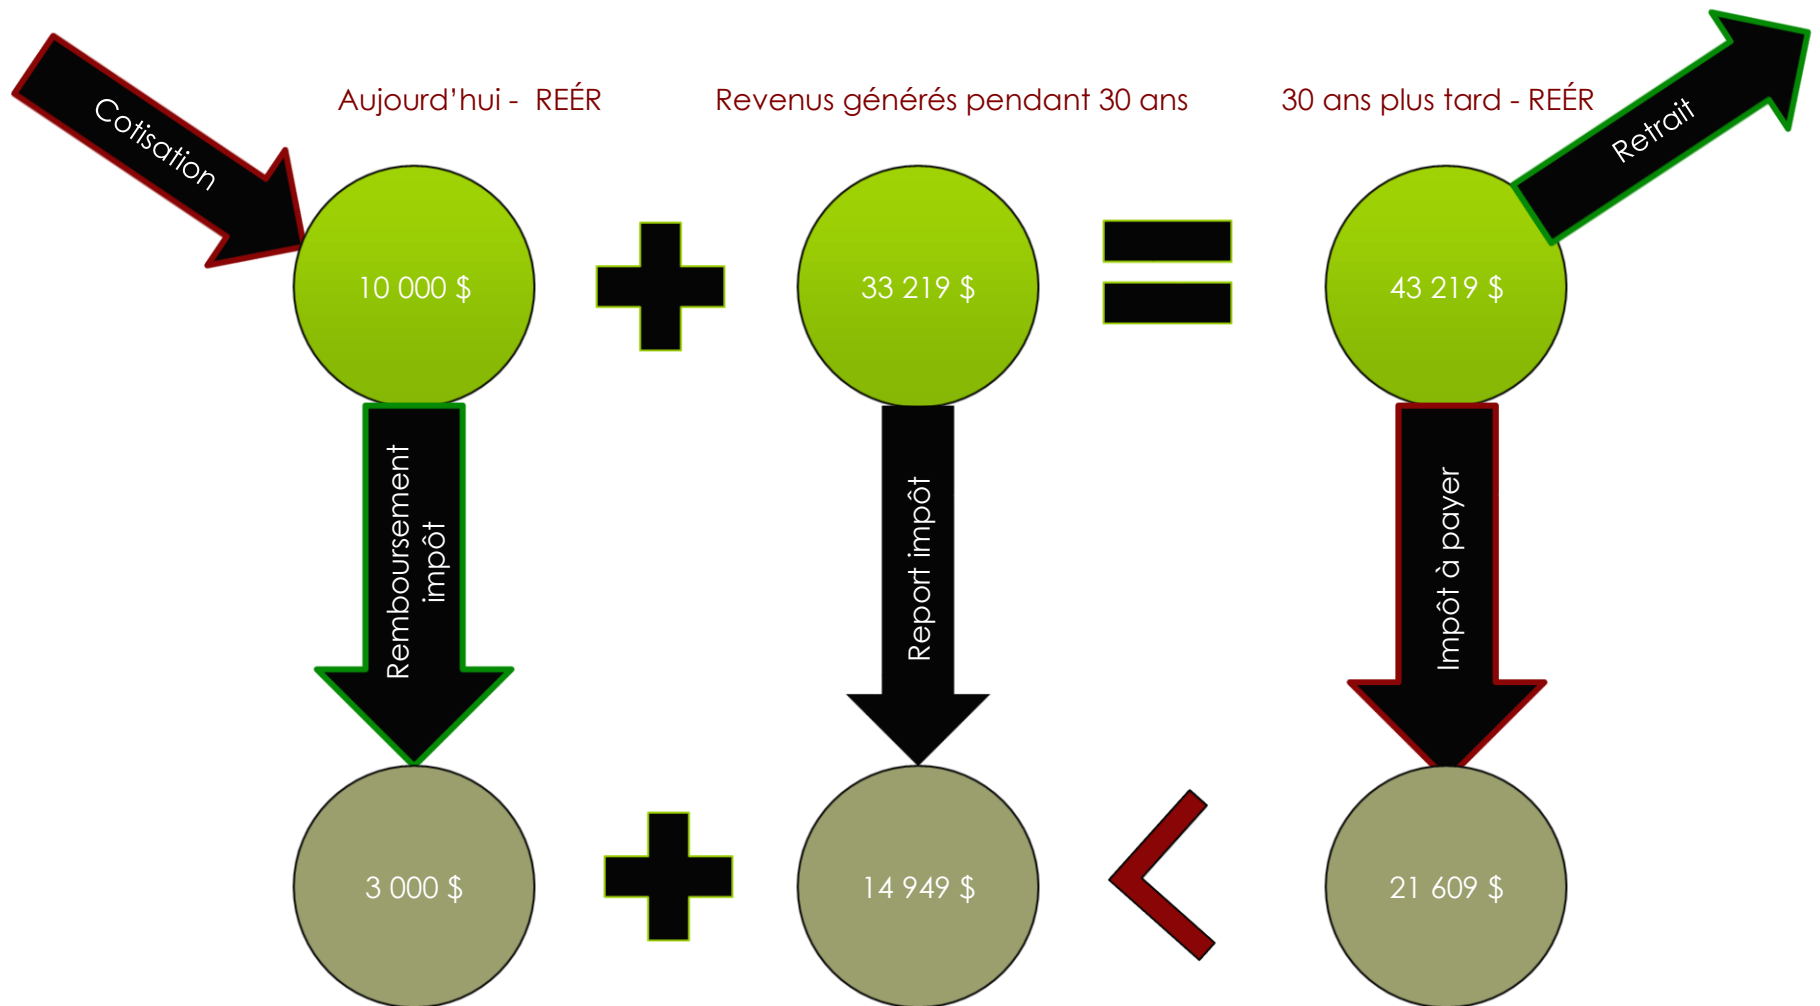 Cotisation
Aujourd'hui - REÉR
Revenus générés pendant 30 ans
30 ans plus tard - REÉR
Retrait
10 000 $
33 219 $
43 219 $
Remboursement
impôt
Report impôt
Impôt à payer
3 000 $
14 949 $
21 609 $